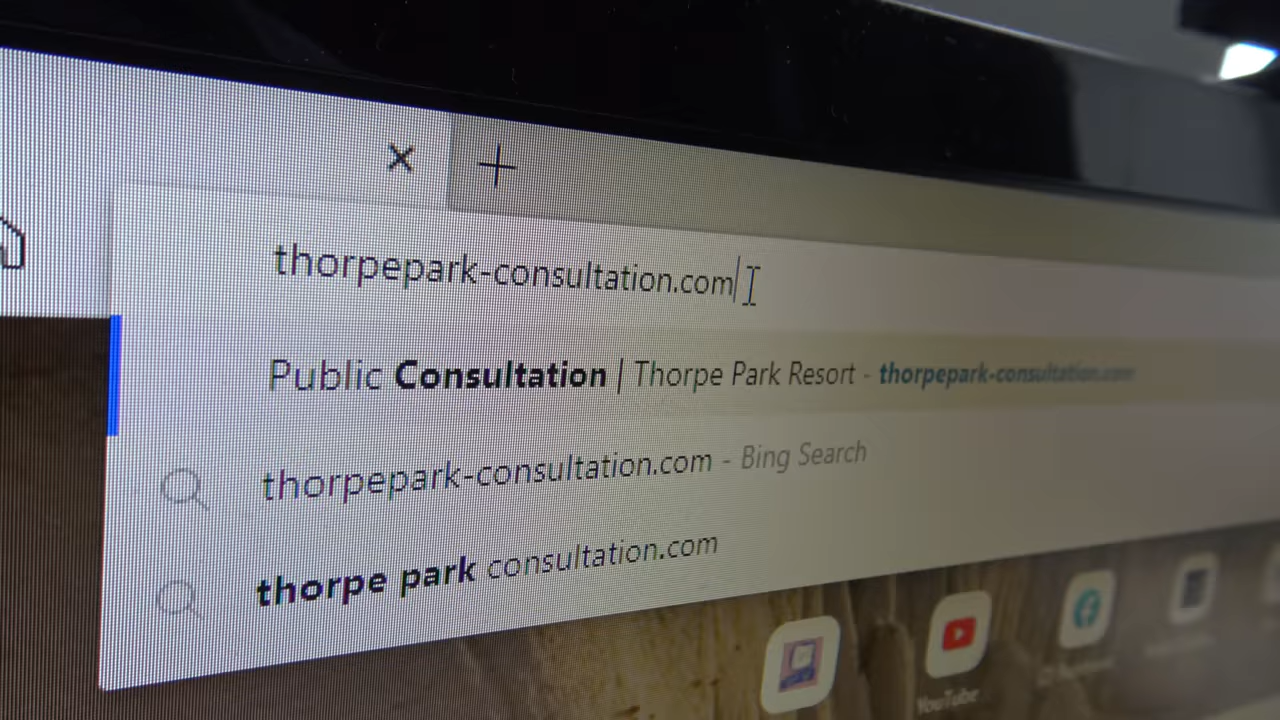 thorpepark-consultation.com
Public Consultation | Thorpe Park Resort - thorpepark-consultation.com
thorpepark-consultation.com - Bing Search
thorpe park consultation.com
YouTube